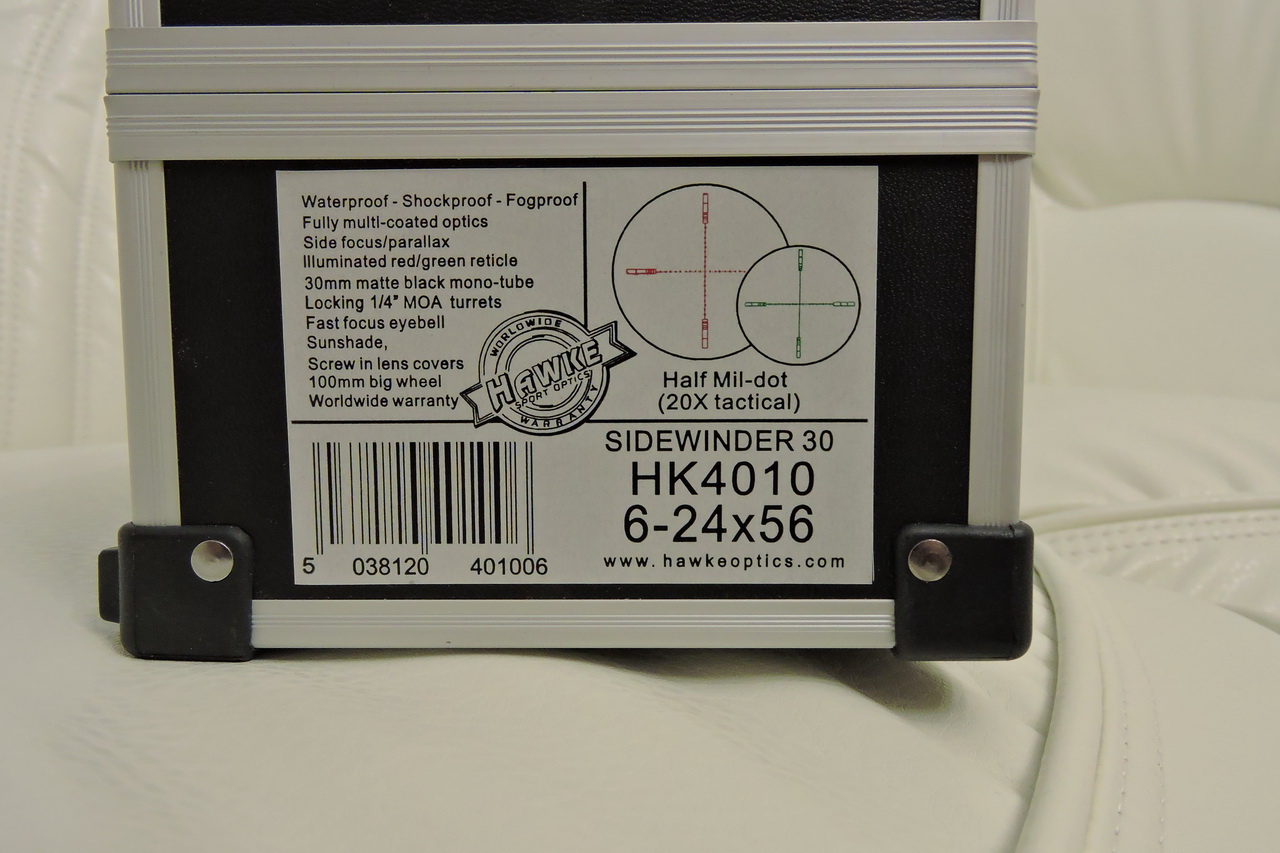 Waterproof - Shockproof - Fogproof
Fully multi-coated optics
Side focus/parallax
Illuminated red/green reticle
30mm matte black mono-tube
Locking 1/4" MOA turrets
Fast focus eyebell
Sunshade,
Screw in lens covers
100mm big wheel
Worldwide warranty
WORLDWIDE
HAWKE
SPORT OPTICS
WARRANTY
Half Mil-dot
(20X tactical)
SIDEWINDER 30
HK4010
6-24x56
www.hawkeoptics.com
5 038120 401006